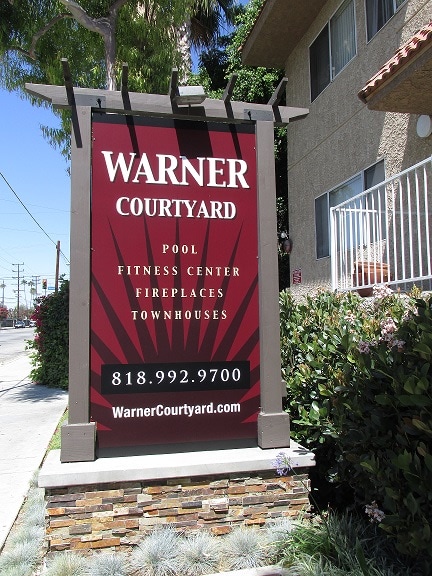 WARNER
COURTYARD
POOL
FITNESS CENTER
FIREPLACES
TOWNHOUSES
818.992.9700
WarnerCourtyard.com